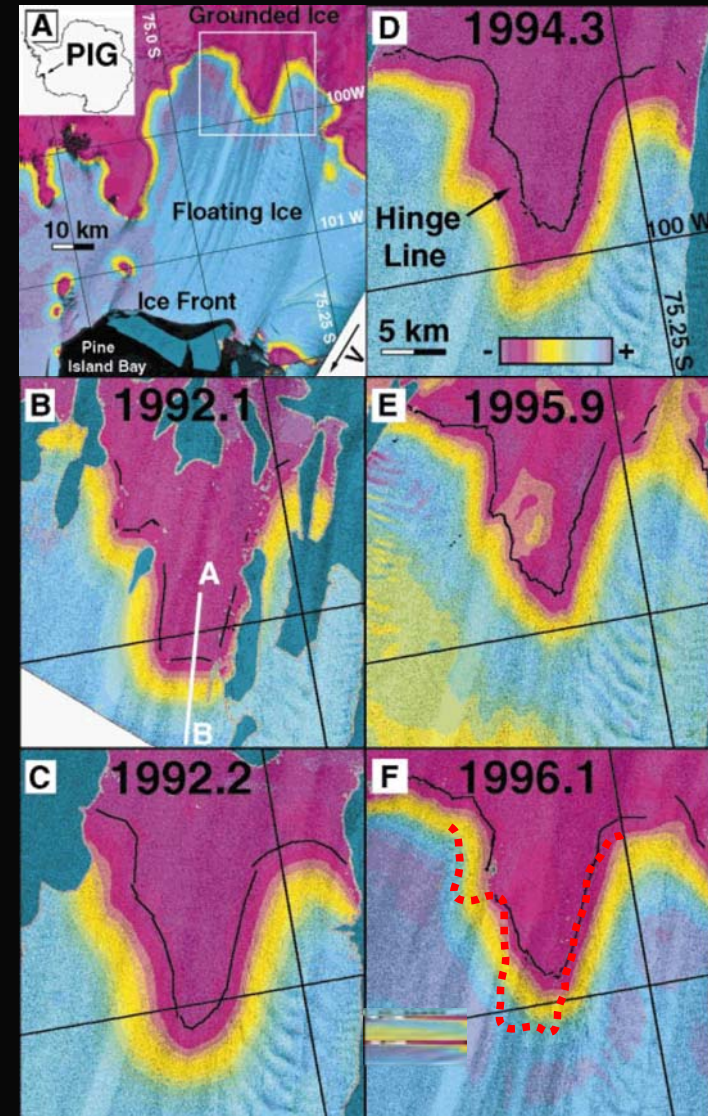 A
PIG
75.0 S
Grounded Ice
100W
Floating Ice
10 km
101 W
Ice Front
75.25 S
Pine
Island Bay
V
D
1994.3
Hinge
Line
100 W
5 km
- +
75.25 S
B
1992.1
A
B
E
1995.9
C
1992.2
F
1996.1